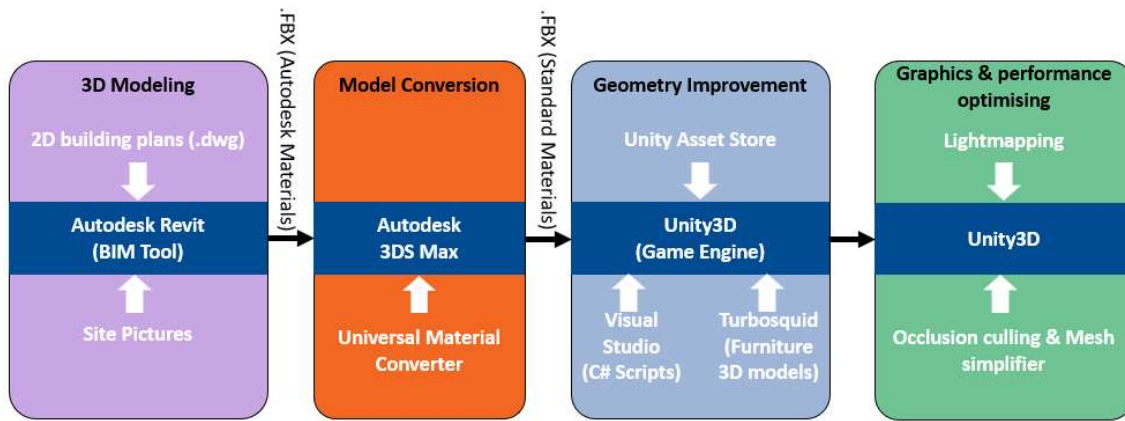 3D Modeling
2D building plans (.dwg)
Autodesk Revit
(BIM Tool)
Site Pictures
.FBX (Autodesk Materials)
Model Conversion
Autodesk
3DS Max
Universal Material
Converter
.FBX (Standard Materials)
Geometry Improvement
Unity Asset Store
Unity3D
(Game Engine)
Visual
Studio
(C# Scripts)
Turbosquid
(Furniture
3D models)
Graphics & performance
optimising
Lightmapping
Unity3D
Occlusion culling & Mesh
simplifier